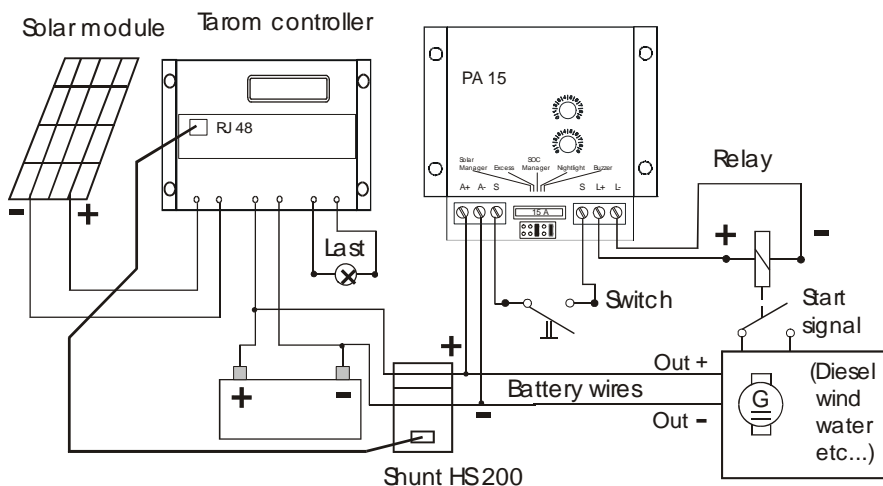 Solar module
Tarom controller
RJ 48
- +
Last
+ -
PA 15
Solar Manager
Excess
SOC Manager
Nightlight
Buzzer
A+ A- S
15 A
S L+ L-
Relay
+ -
Switch
Start signal
+
Out +
Battery wires
-
Out -
G
(Diesel
wind
water
etc...)
Shunt HS200